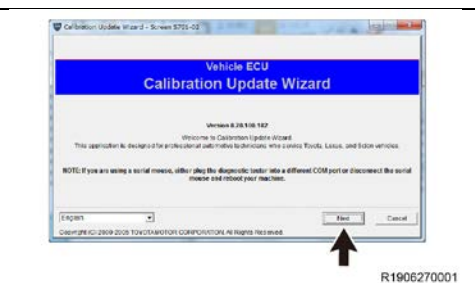 Calibration Update Wizard - Screen S701-02
Vehicle ECU
Calibration Update Wizard
Version 8.20.108.102
Welcome to Calibration Update Wizard.
This application is designed for professional automotive technicians who service Toyota, Lexus, and Scion vehicles.
NOTE: If you are using a serial mouse, either plug the diagnostic tester into a different COM port or disconnect the serial
mouse and reboot your machine.
English
Next
Cancel
Copyright (C) 2000-2005 TOYOTA MOTOR CORPORATION, All Rights Reserved.
R1906270001